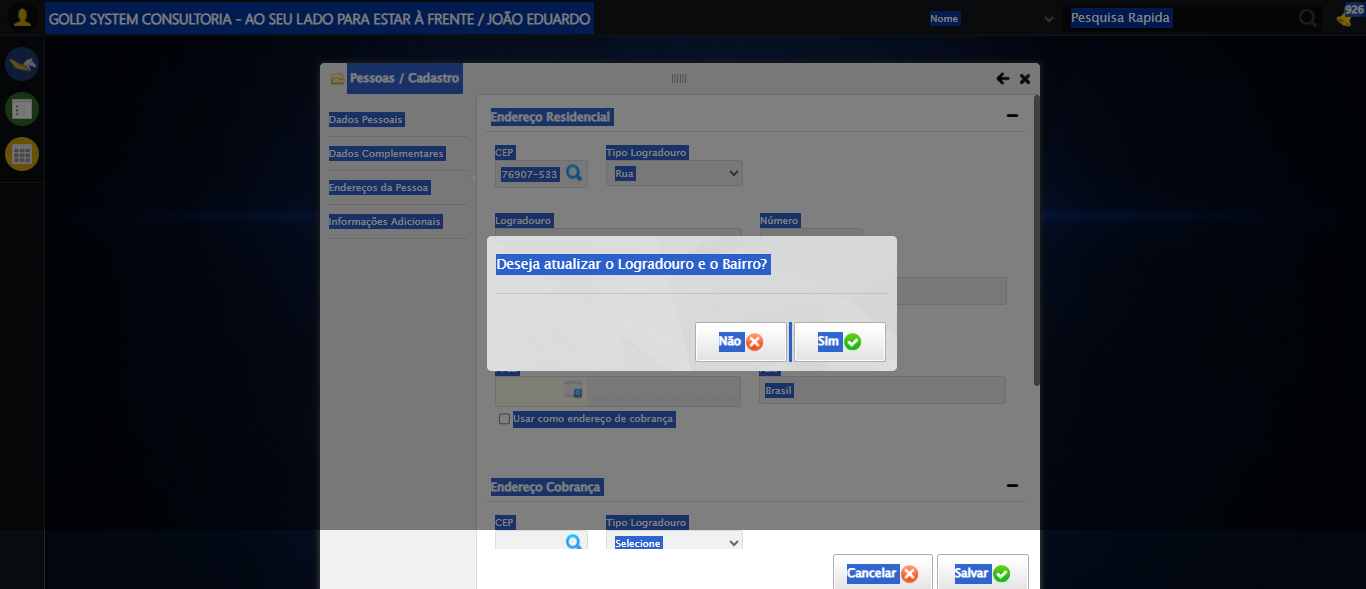 GOLD SYSTEM CONSULTORIA - AO SEU LADO PARA ESTAR À FRENTE / JOÃO EDUARDO
Nome
Pesquisa Rapida
926
Pessoas / Cadastro
Dados Pessoais
Dados Complementares
Endereços da Pessoa
Informações Adicionais
Endereço Residencial
CEP
Tipo Logradouro
76907-533
Rua
Logradouro
Número
Deseja atualizar o Logradouro e o Bairro?
Não
Sim
Brasil
Usar como endereço de cobrança
Endereço Cobrança
CEP
Tipo Logradouro
Selecione
Cancelar
Salvar